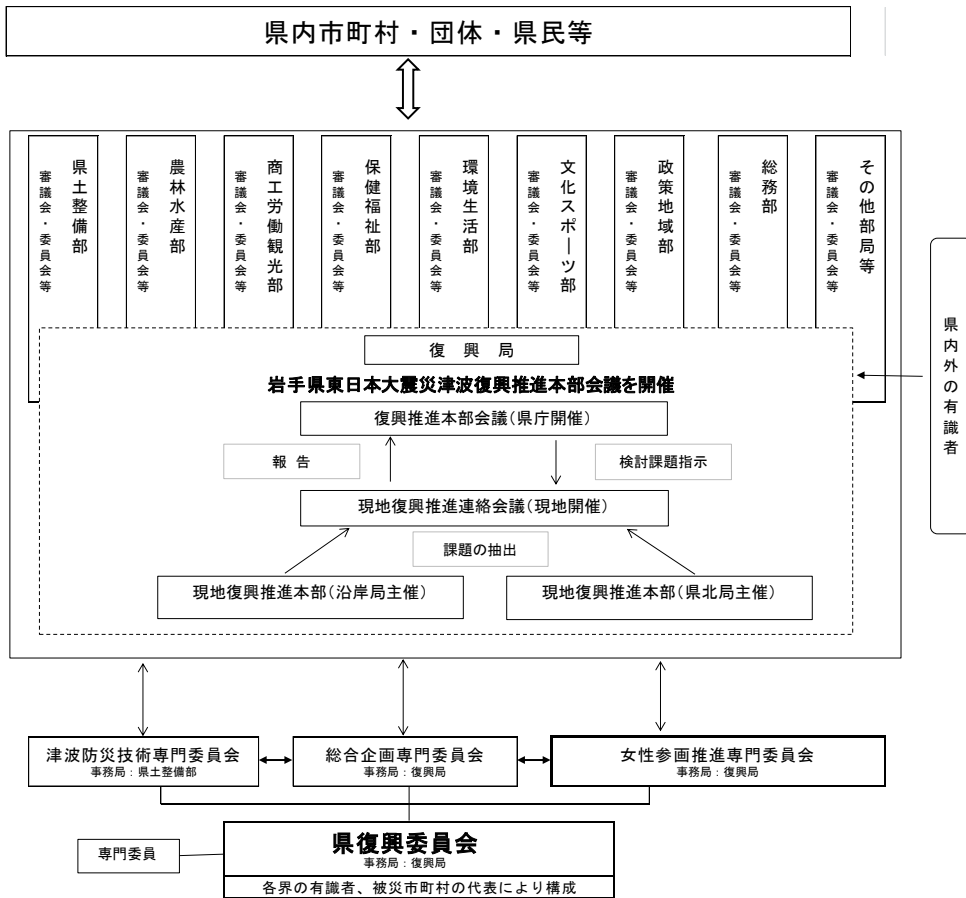 県内市町村・団体・県民等
県土整備部
審議会・委員会等
農林水産部
審議会・委員会等
商工労働観光部
審議会・委員会等
保健福祉部
審議会・委員会等
環境生活部
審議会・委員会等
文化スポーツ部
審議会・委員会等
政策地域部
審議会・委員会等
総務部
審議会・委員会等
その他部局等
審議会・委員会等
県内外の有識者
復興局
岩手県東日本大震災津波復興推進本部会議を開催
復興推進本部会議(県庁開催)
報告
検討課題指示
現地復興推進連絡会議(現地開催)
課題の抽出
現地復興推進本部(沿岸局主催)
現地復興推進本部(県北局主催)
津波防災技術専門委員会
事務局:県土整備部
総合企画専門委員会
事務局:復興局
女性参画推進専門委員会
事務局:復興局
専門委員
県復興委員会
事務局:復興局
各界の有識者、被災市町村の代表により構成